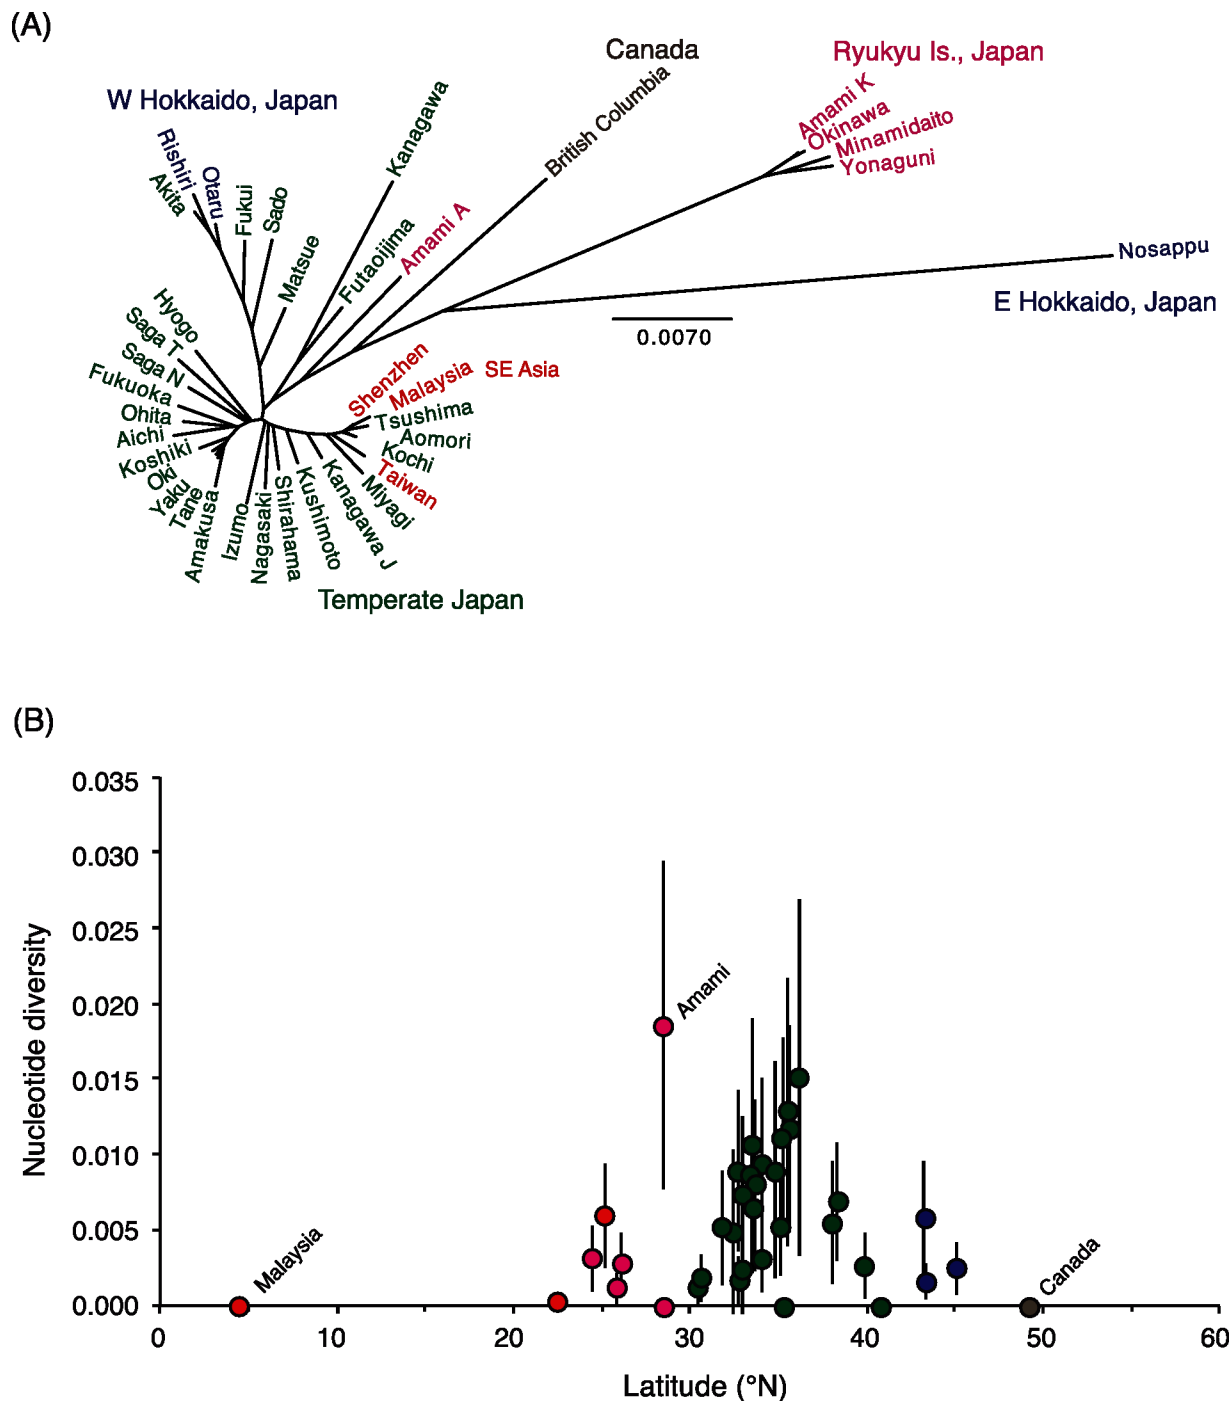 (A)
Canada
Ryukyu Is., Japan
W Hokkaido, Japan
Rishiri
Akita
Otaru
Fukui
Sado
Matsue
Kanagawa
Futaoijima
Amami A
British Columbia
Amami K
Okinawa
Minamidaito
Yonaguni
Nosappu
E Hokkaido, Japan
0.0070
Hyogo
Saga T
Saga N
Fukuoka
Ohita
Aichi
Koshiki
Oki
Yaku
Tane
Amakusa
Izumo
Nagasaki
Shirahama
Kushimoto
Kanagawa J
Miyagi
Taiwan
Kochi
Aomori
Tsushima
Malaysia
Shenzhen
SE Asia
Temperate Japan
(B)
0.035
0.030
0.025
0.020
0.015
0.010
0.005
0.000
Nucleotide diversity
Malaysia
Amami
Canada
0 10 20 30 40 50 60
Latitude (°N)